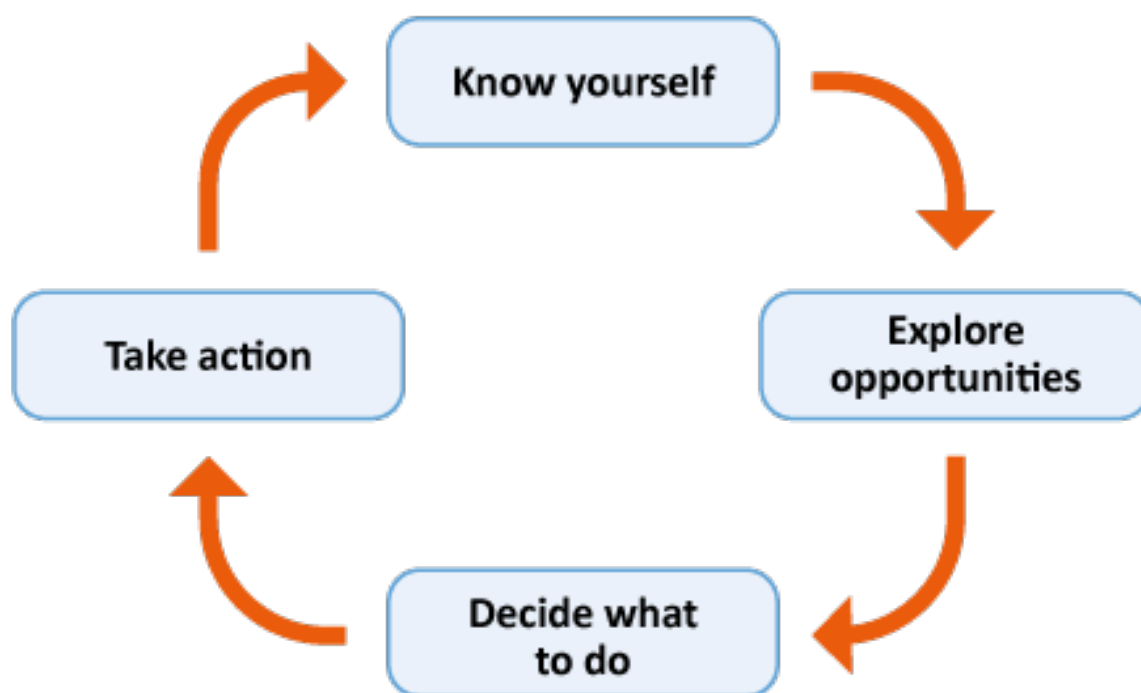 Know yourself
Explore
opportunities
Decide what
to do
Take action